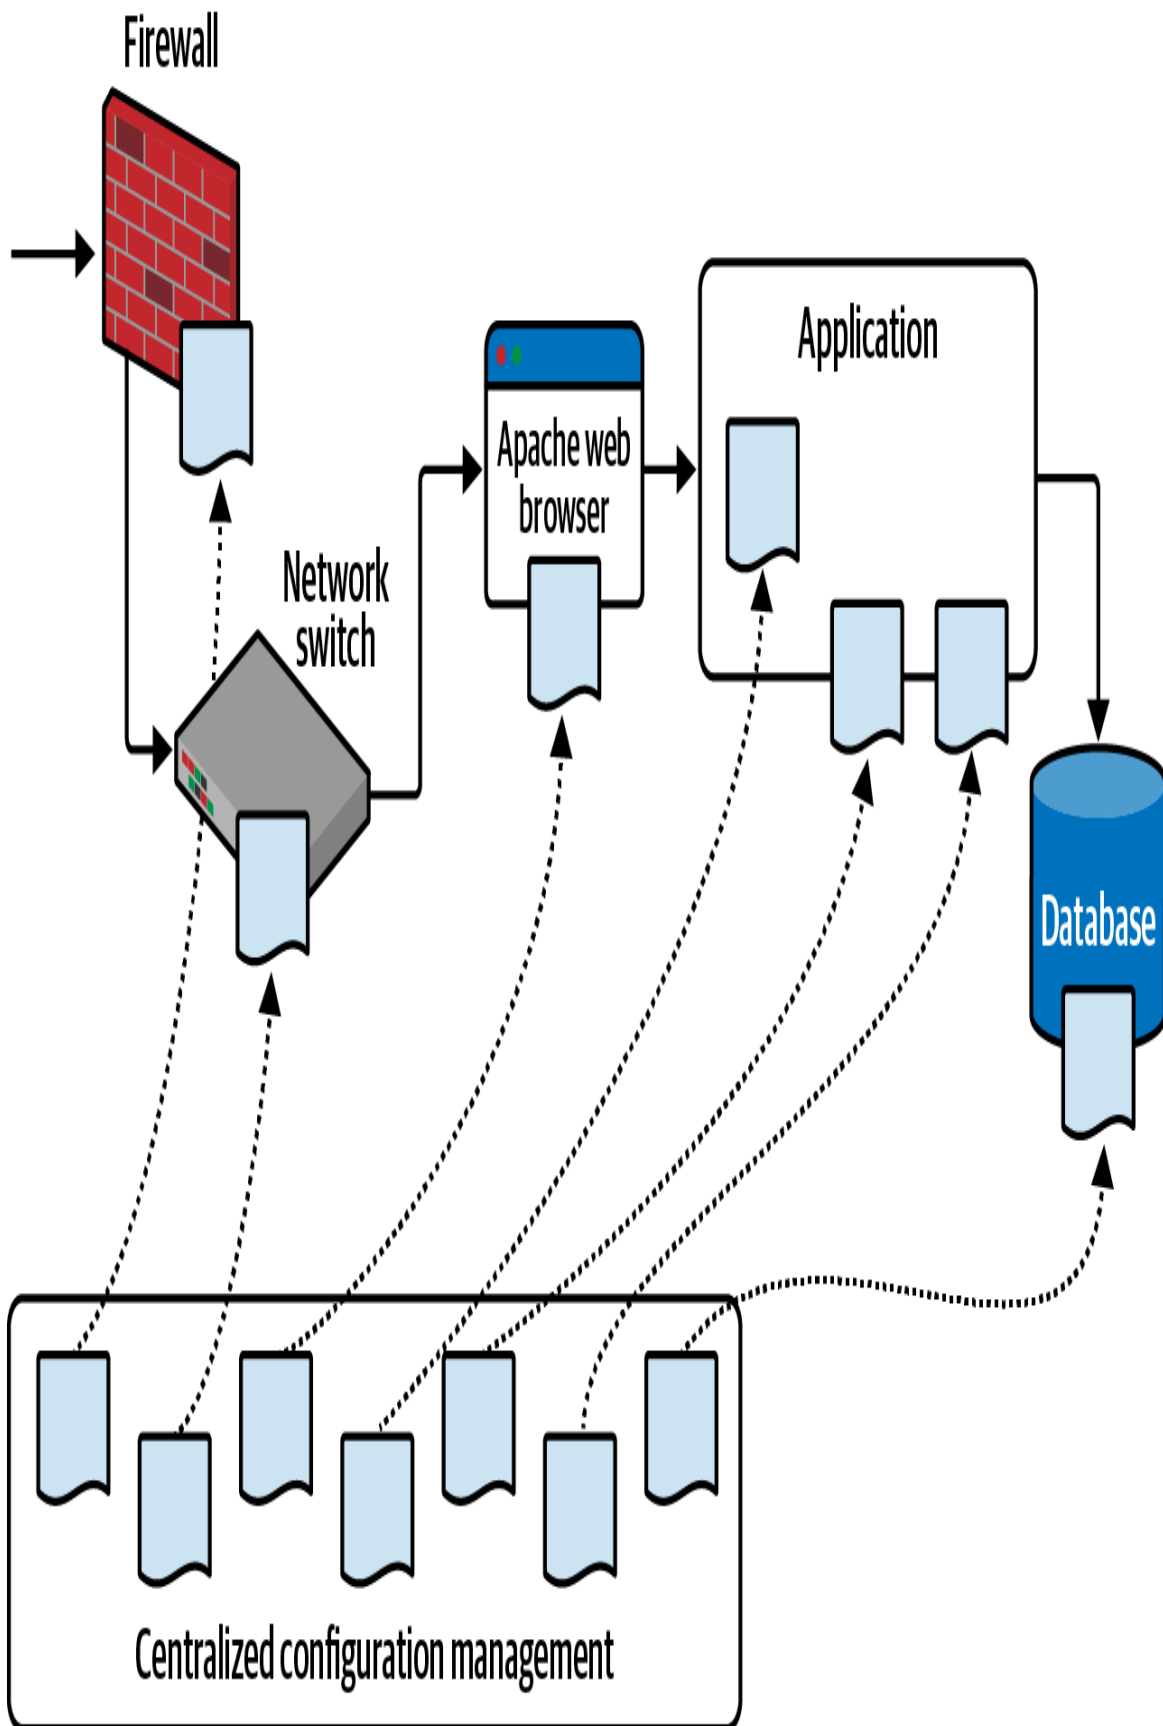 Firewall
Application
Apache web
browser
Network
switch
Database
Centralized configuration management